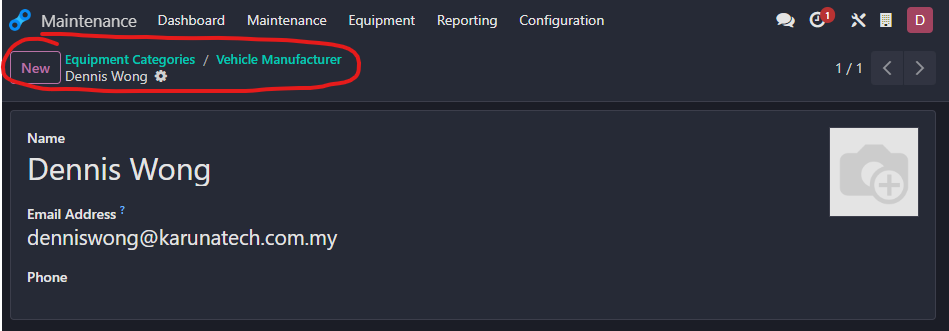 Maintenance Dashboard Maintenance Equipment Reporting Configuration 1 D
New
Equipment Categories / Vehicle Manufacturer
Dennis Wong
1 / 1
Name
Dennis Wong
Email Address ?
denniswong@karunatech.com.my
Phone